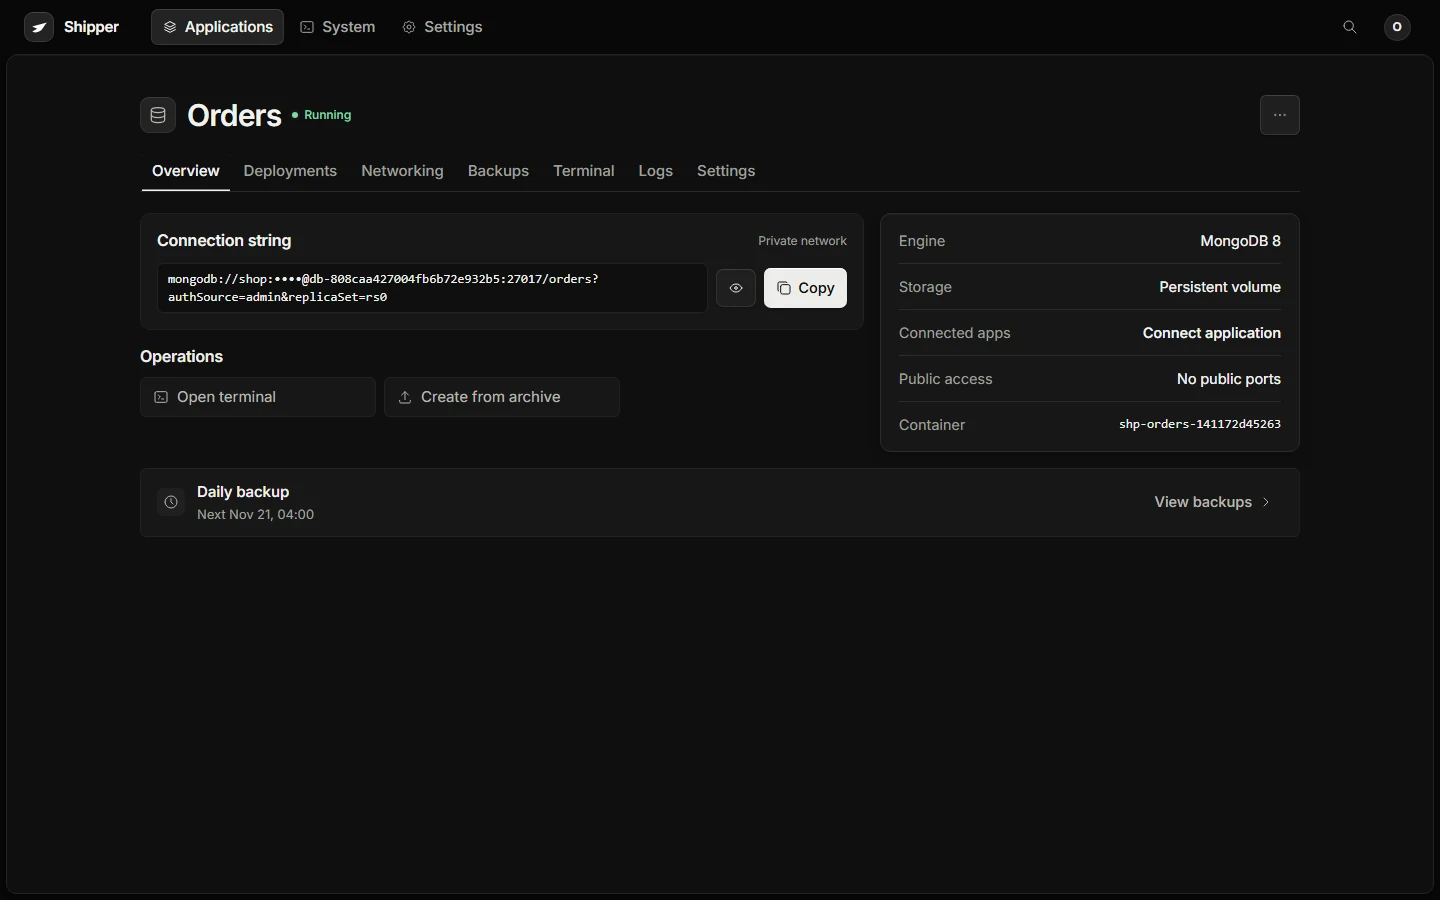 Shipper
Applications
System
Settings
O
Orders
Running
Overview
Deployments
Networking
Backups
Terminal
Logs
Settings
Connection string
Private network
mongodb://shop:••••@db-808caa427004fb6b72e932b5:27017/orders?
authSource=admin&replicaSet=rs0
Copy
Engine
MongoDB 8
Storage
Persistent volume
Connected apps
Connect application
Public access
No public ports
Container
shp-orders-141172d45263
Operations
Open terminal
Create from archive
Daily backup
Next Nov 21, 04:00
View backups